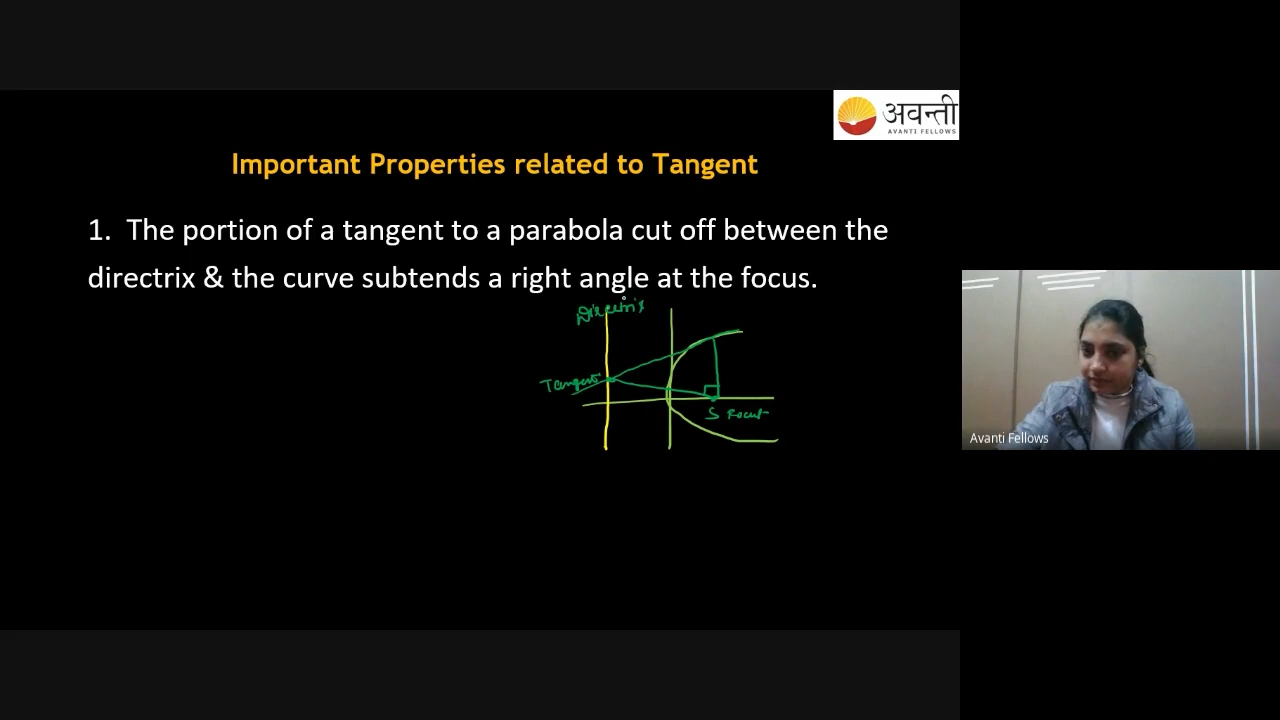 अवन्ती
AVANTI FELLOWS
Important Properties related to Tangent
1. The portion of a tangent to a parabola cut off between the
directrix & the curve subtends a right angle at the focus.
Directrix
Tangent
S Focus
Avanti Fellows